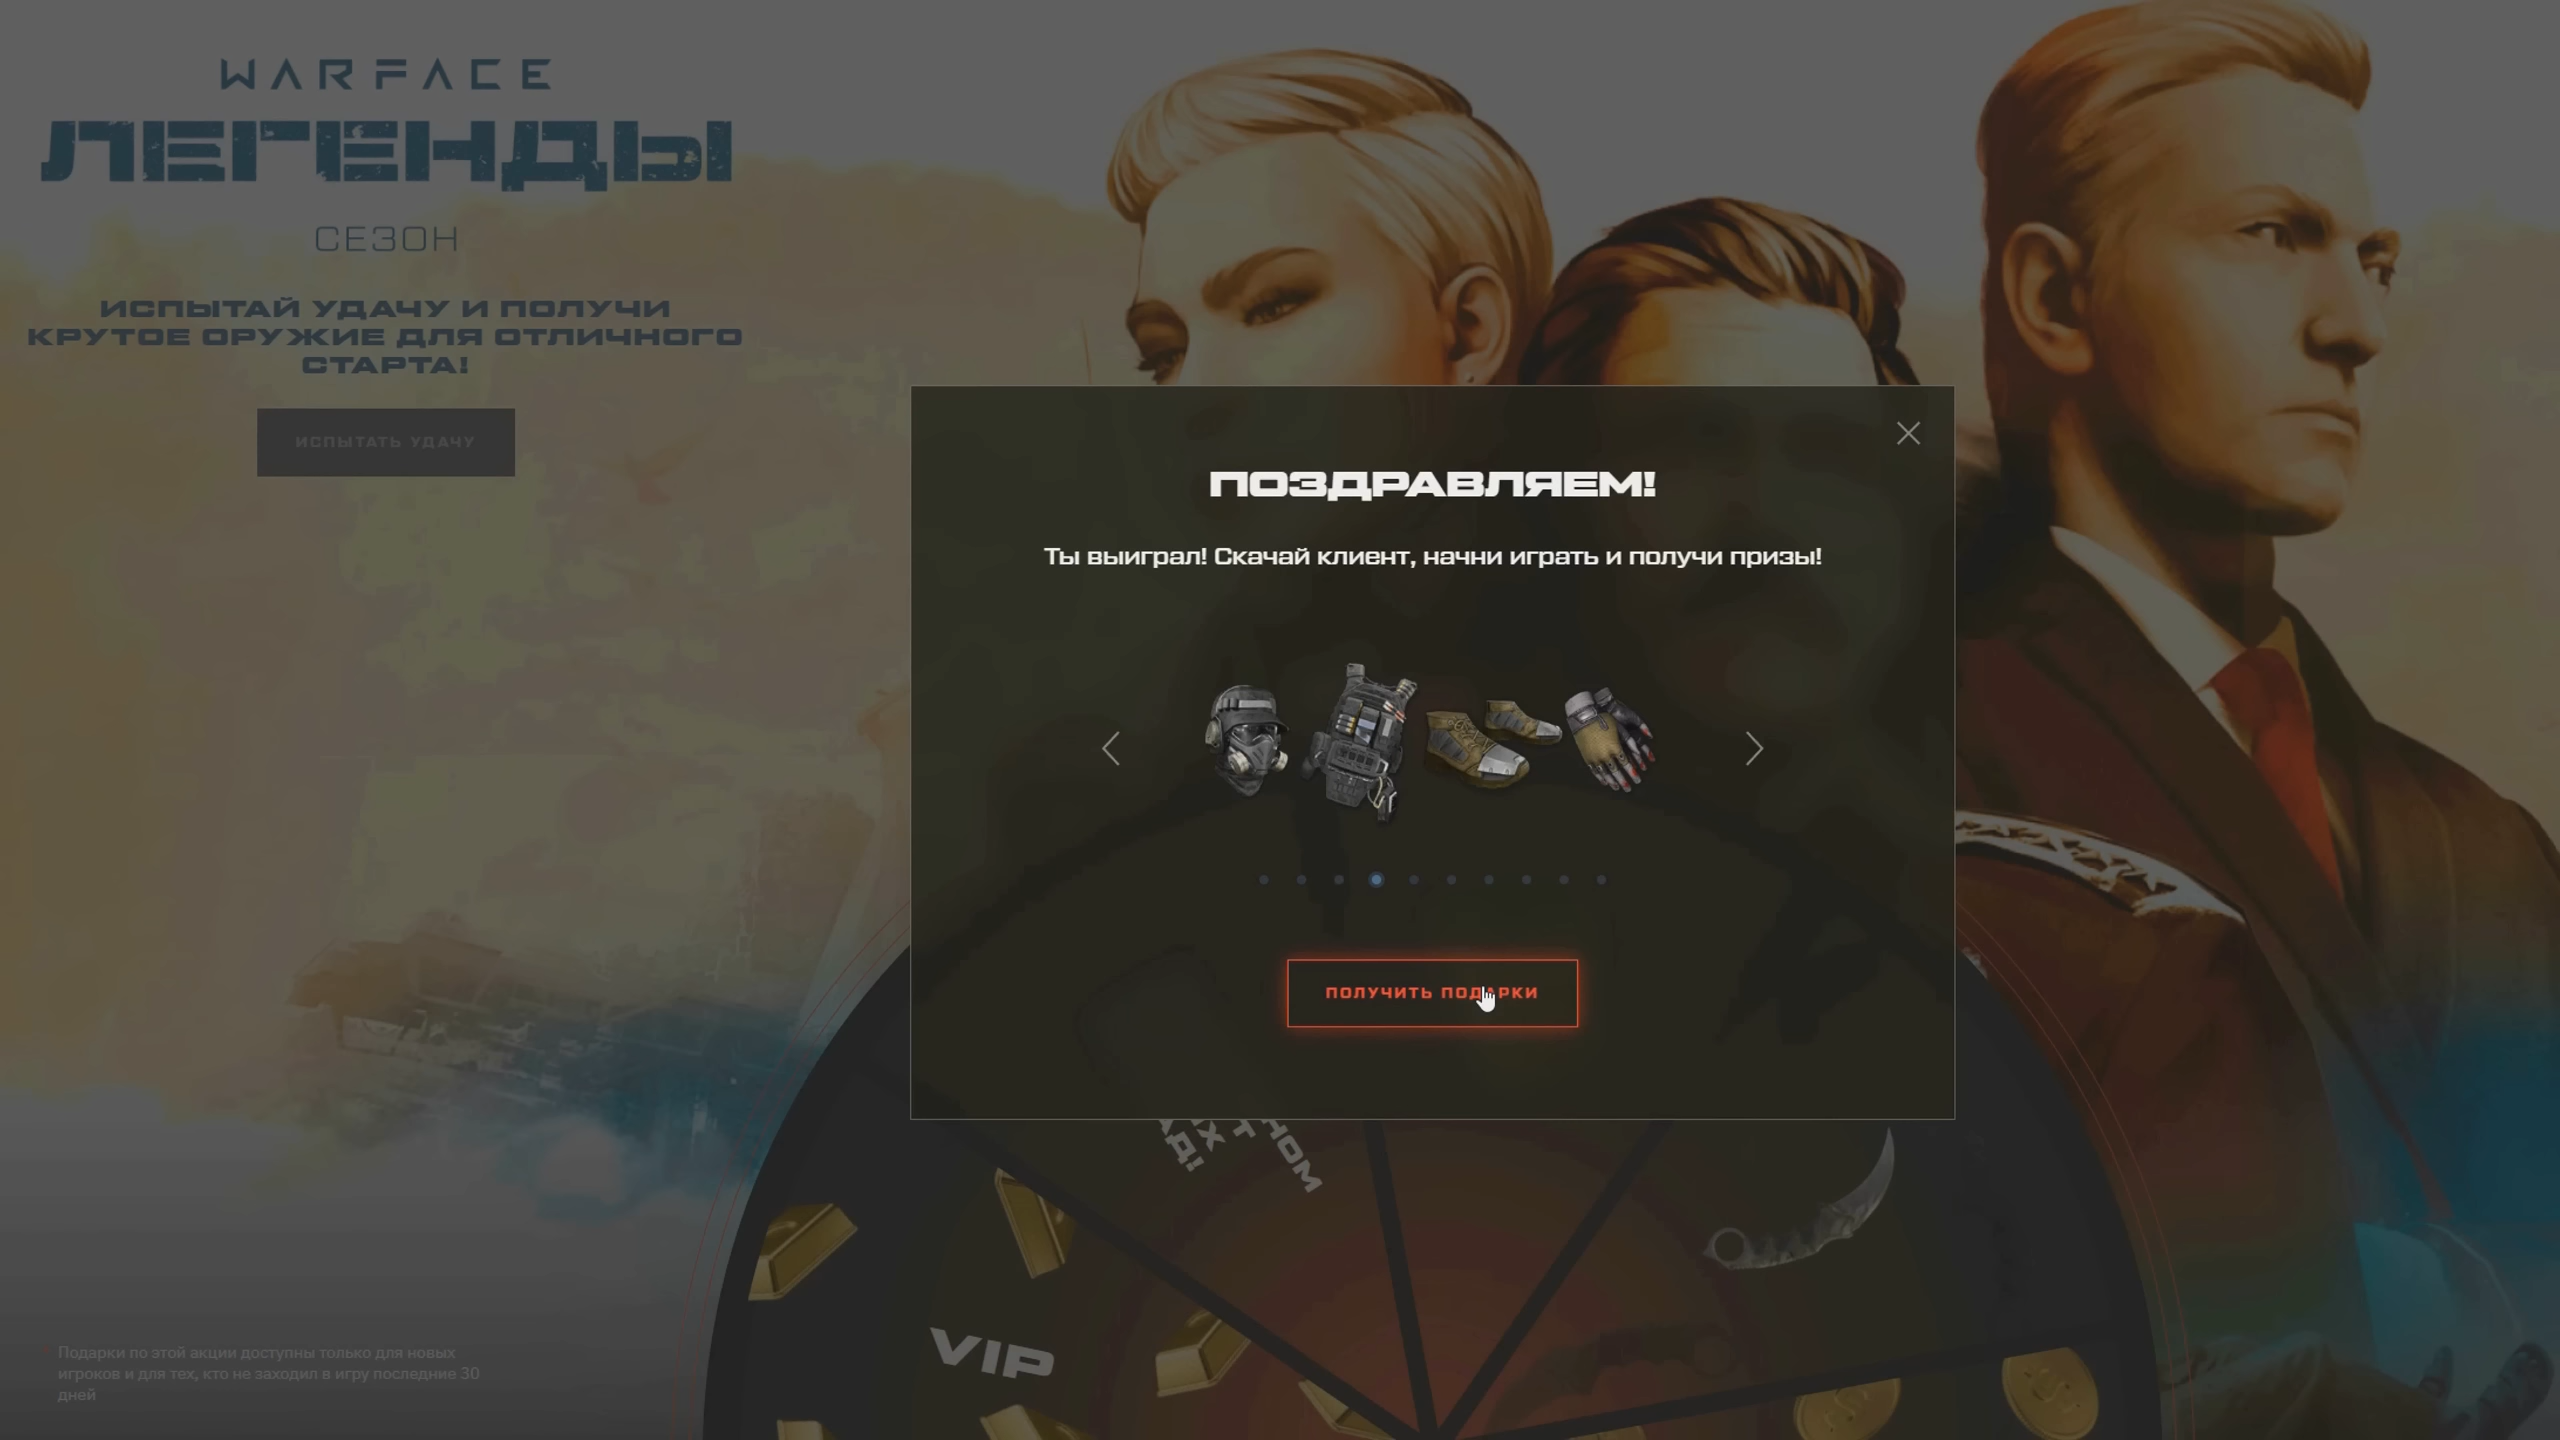 WARFACE
ЛЕГЕНДЫ
СЕЗОН
ИСПЫТАЙ УДАЧУ И ПОЛУЧИ
КРУТОЕ ОРУЖИЕ ДЛЯ ОТЛИЧНОГО
СТАРТА!
ИСПЫТАТЬ УДАЧУ
ПОЗДРАВЛЯЕМ!
Ты выиграл! Скачай клиент, начни играть и получи призы!
ПОЛУЧИТЬ ПОДАРКИ
VIP
* Подарки по этой акции доступны только для новых
игроков и для тех, кто не заходил в игру последние 30
дней